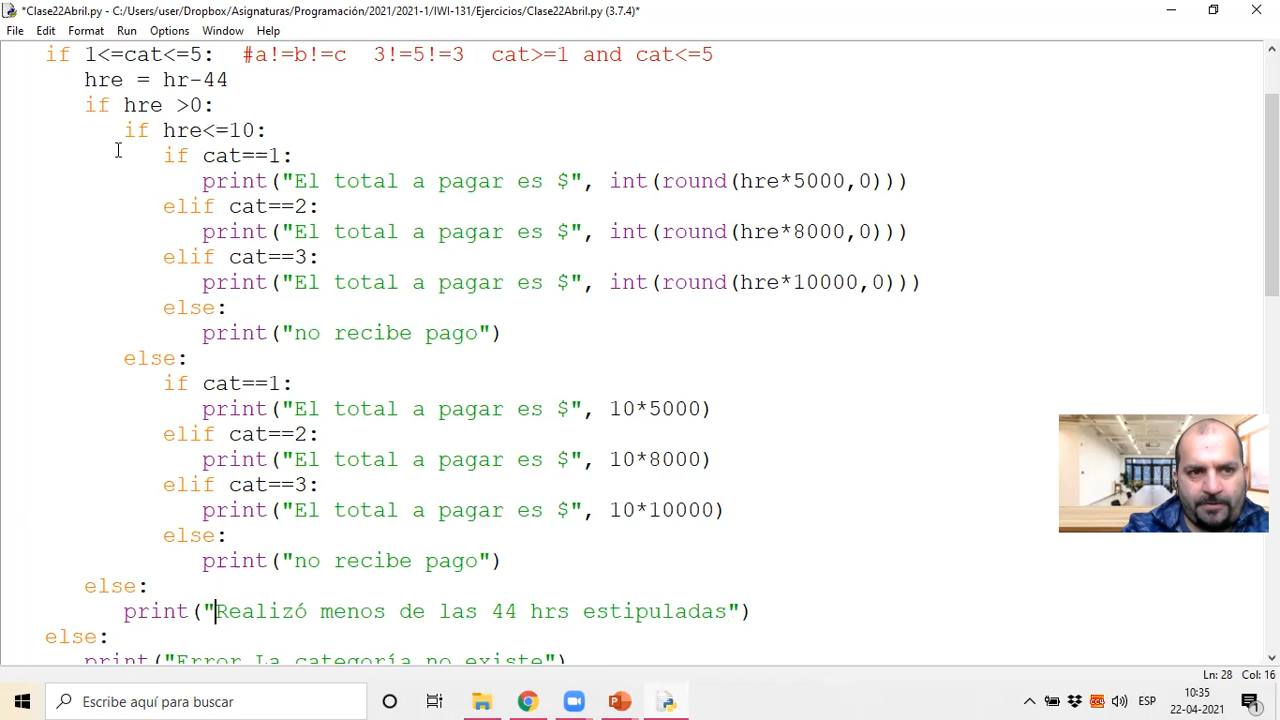 *Clase22Abril.py - C:/Users/user/Dropbox/Asignaturas/Programación/2021/2021-1/IWI-131/Ejercicios/Clase22Abril.py (3.7.4)*
File Edit Format Run Options Window Help
if 1<=cat<=5: #a!=b!=c 3!=5!=3 cat>=1 and cat<=5
hre = hr-44
if hre >0:
if hre<=10:
if cat==1:
print("El total a pagar es $", int(round(hre*5000,0)))
elif cat==2:
print("El total a pagar es $", int(round(hre*8000,0)))
elif cat==3:
print("El total a pagar es $", int(round(hre*10000,0)))
else:
print("no recibe pago")
else:
if cat==1:
print("El total a pagar es $", 10*5000)
elif cat==2:
print("El total a pagar es $", 10*8000)
elif cat==3:
print("El total a pagar es $", 10*10000)
else:
print("no recibe pago")
else:
print("Realizó menos de las 44 hrs estipuladas")
else:
print("Error La categoría no existe")
Ln: 28 Col: 16
Escribe aquí para buscar
ESP
10:35
22-04-2021